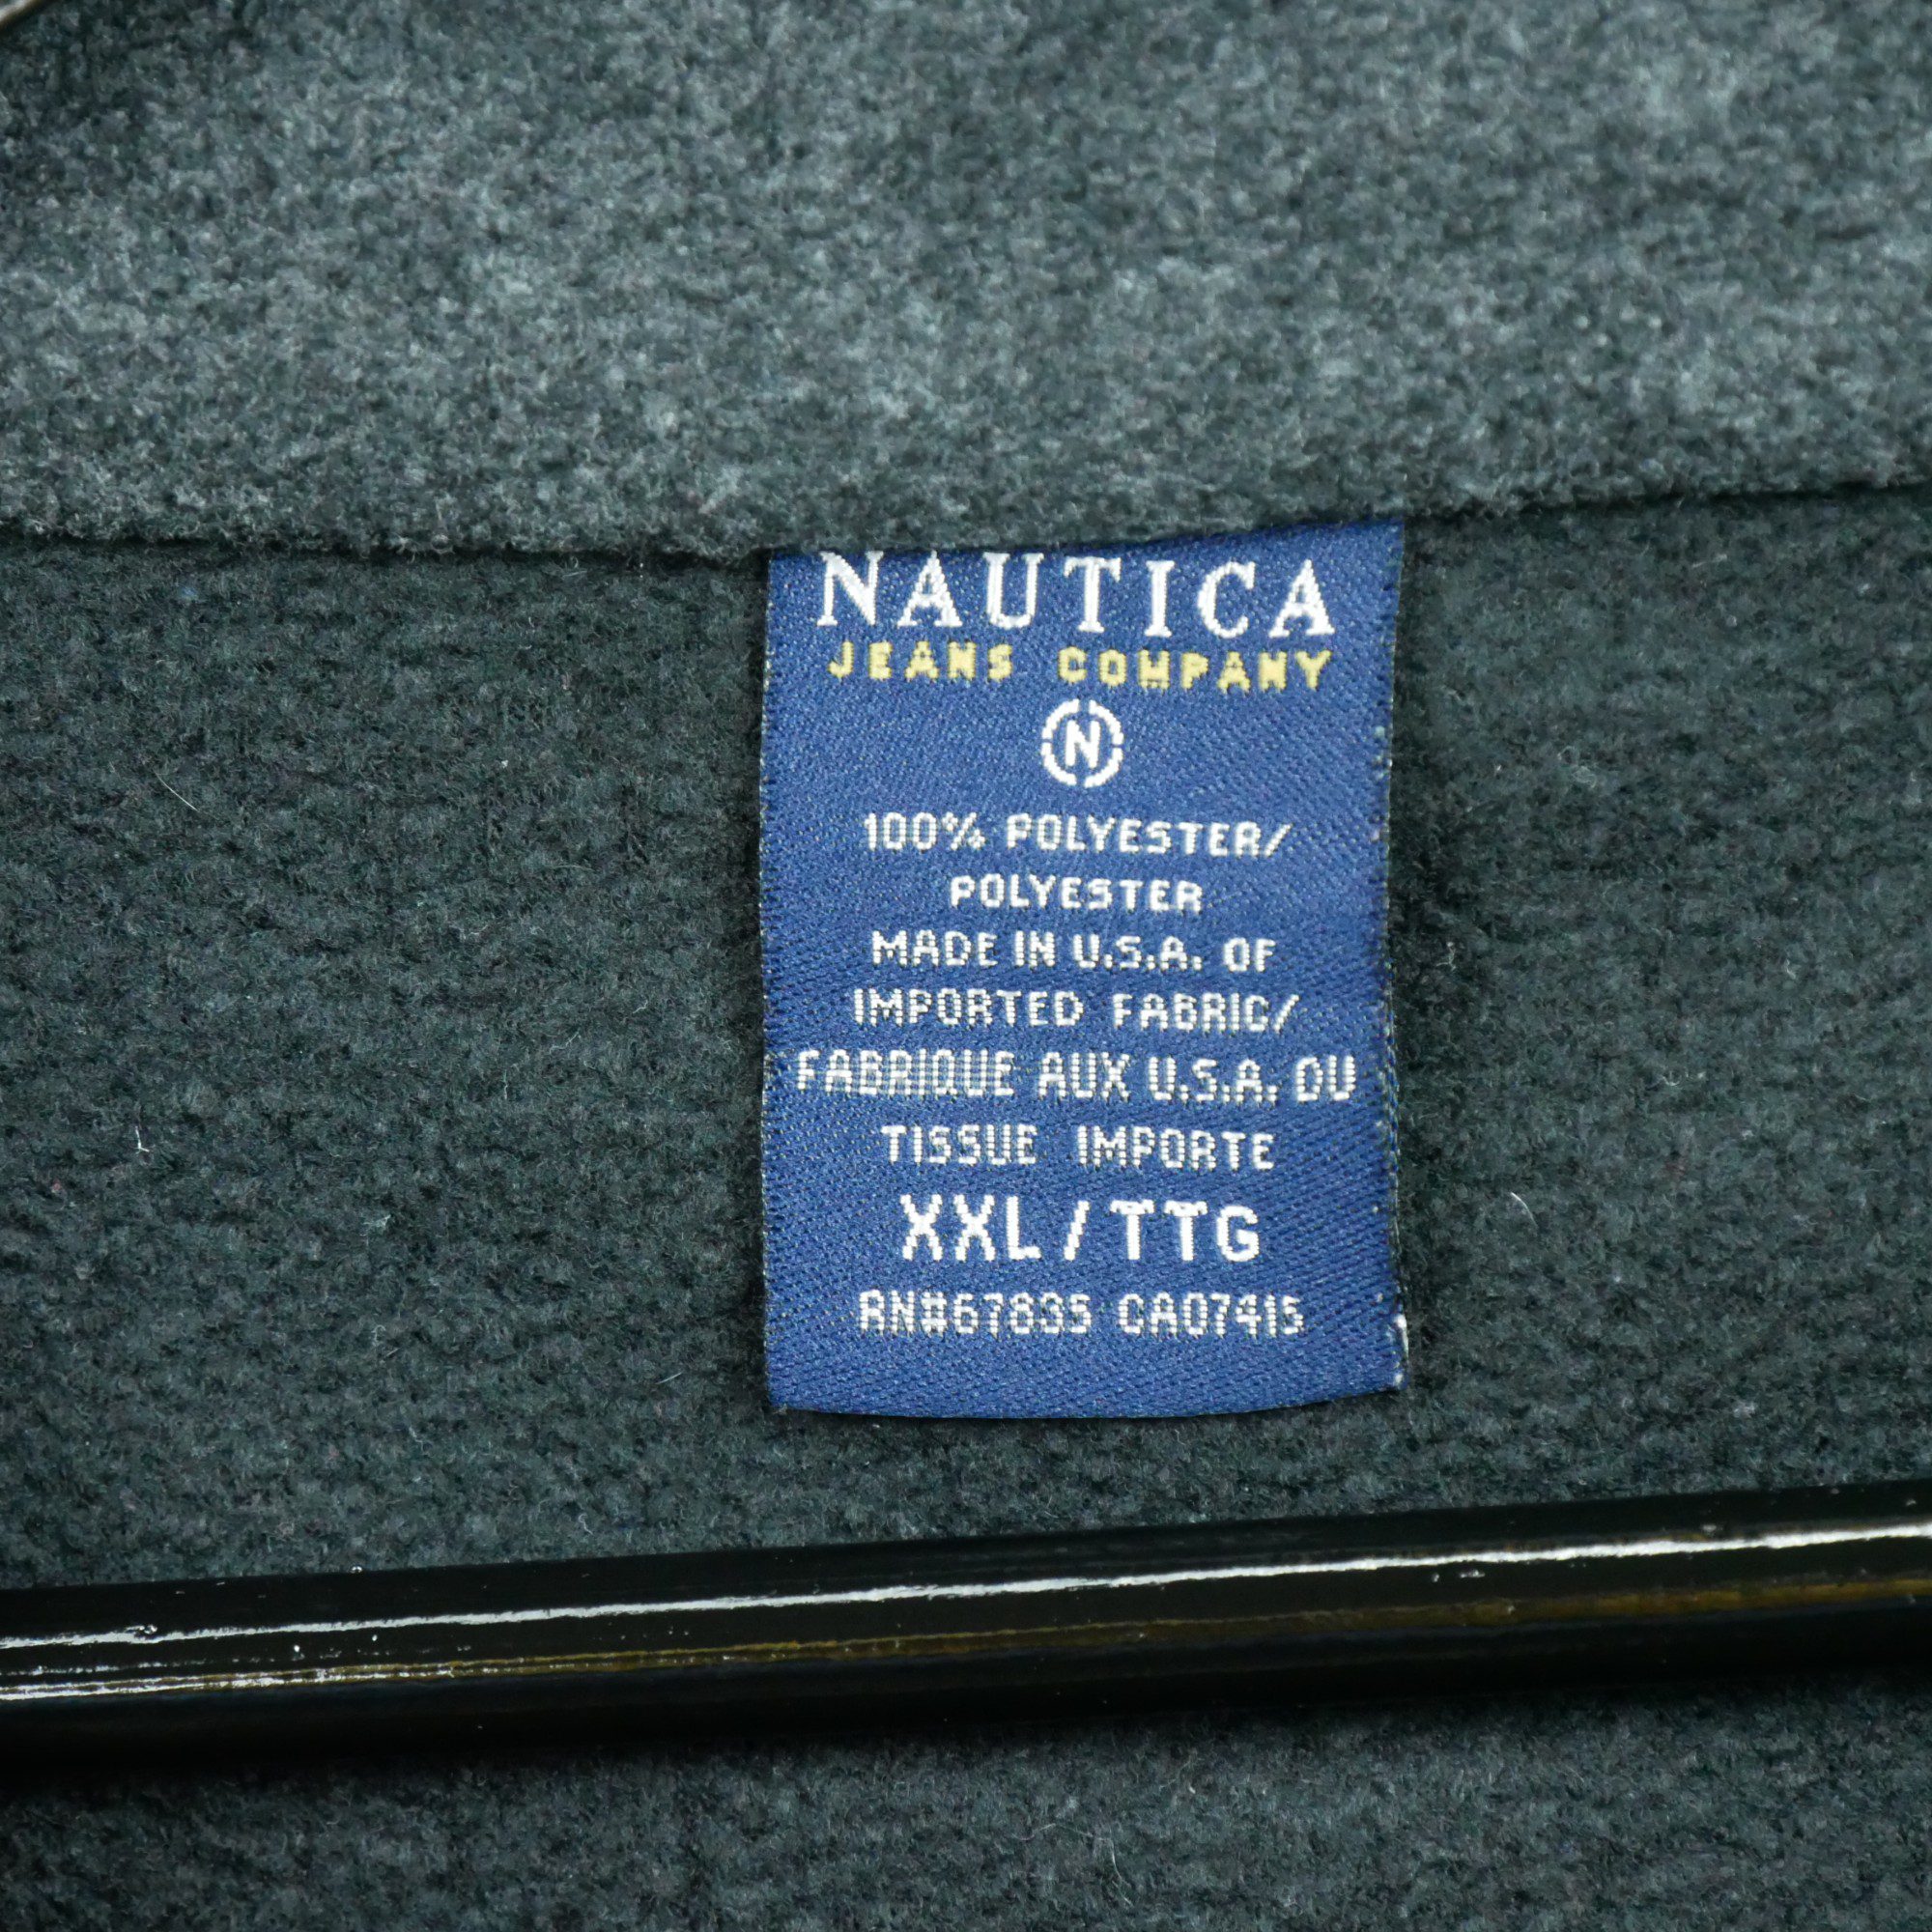 NAUTICA
JEANS COMPANY
N
100% POLYESTER/
POLYESTER
MADE IN U.S.A. OF
IMPORTED FABRIC/
FABRIQUE AUX U.S.A. DU
TISSUE IMPORTE
XXL/TTG
RN#67835 CA07415